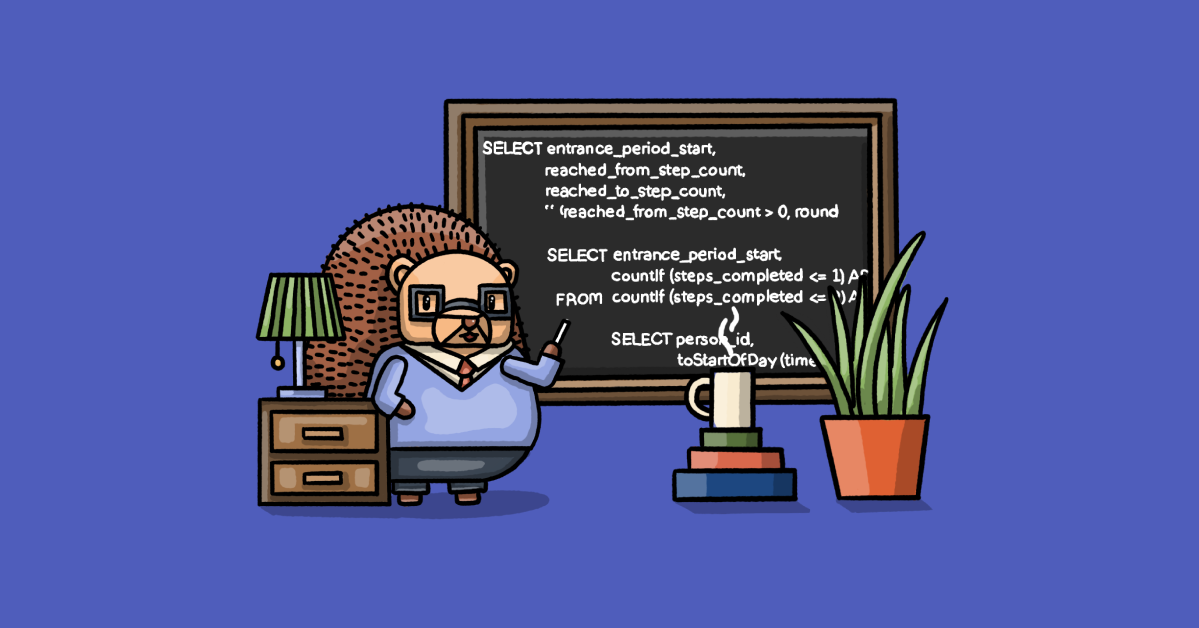 SELECT entrance_period_start,
reached_from_step_count,
reached_to_step_count,
“ (reached_from_step_count > 0, round
SELECT entrance_period_start,
countIf (steps_completed <= 1)
FROM countIf (steps_completed <=
SELECT person_id,
toStartOfDay (time